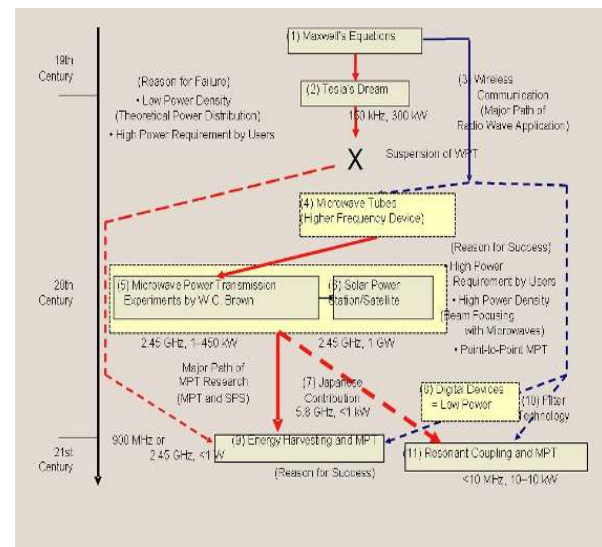 19th
Century
(1) Maxwell's Equations
(Reason for Failure)
• Low Power Density
(Theoretical Power Distribution)
• High Power Requirement by Users
(2) Tesla's Dream
150 kHz, 300 kW
(3) Wireless
Communication
(Major Path of
Radio Wave Application)
X
Suspension of WPT
(4) Microwave Tubes
(Higher Frequency Device)
20th
Century
(5) Microwave Power Transmission
Experiments by W.C. Brown
(6) Solar Power
Station/Satellite
(Reason for Success)
High Power
Requirement by Users
• High Power Density
(Beam Focusing
with Microwaves)
• Point-to-Point MPT
2.45 GHz, 1–450 kW
2.45 GHz, 1 GW
Major Path of
MPT Research
(MPT and SPS)
(7) Japanese
Contribution
5.8 GHz, <1 kW
Digital Devices
= Low Power
(10) Filter
Technology
21st
Century
900 MHz or
2.45 GHz, <1 W
(9) Energy Harvesting and MPT
(Reason for Success)
(11) Resonant Coupling and MPT
<10 MHz, 10–10 kW